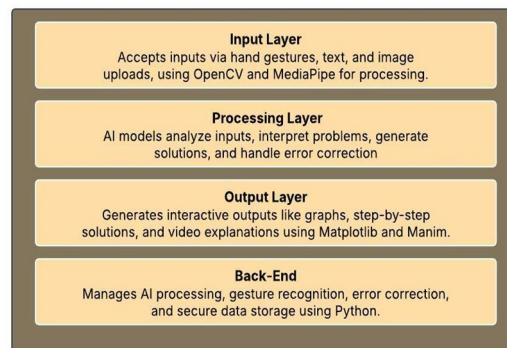 Input Layer
Accepts inputs via hand gestures, text, and image
uploads, using OpenCV and MediaPipe for processing.
Processing Layer
AI models analyze inputs, interpret problems, generate
solutions, and handle error correction
Output Layer
Generates interactive outputs like graphs, step-by-step
solutions, and video explanations using Matplotlib and Manim.
Back-End
Manages AI processing, gesture recognition, error correction,
and secure data storage using Python.